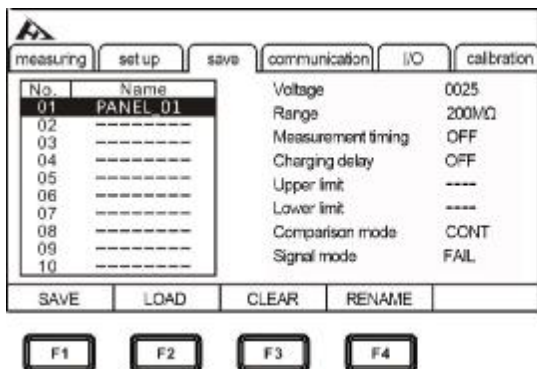 measuring set up save communication I/O calibration
No. Name
01 PANEL_01
02 --------
03 --------
04 --------
05 --------
06 --------
07 --------
08 --------
09 --------
10 --------
Voltage 0025
Range 200MΩ
Measurement timing OFF
Charging delay OFF
Upper limit ----
Lower limit ----
Comparison mode CONT
Signal mode FAIL
SAVE LOAD CLEAR RENAME
F1 F2 F3 F4